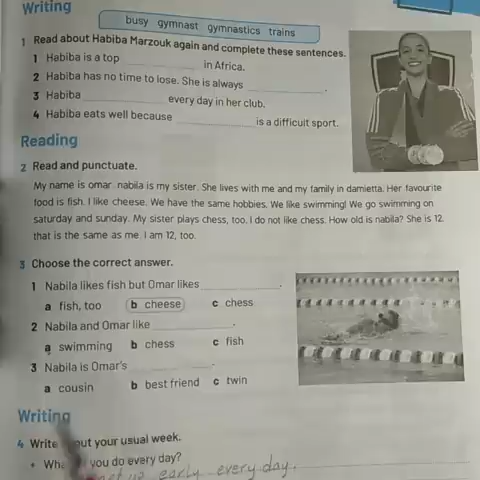 Writing
busy gymnast gymnastics trains
1 Read about Habiba Marzouk again and complete these sentences.
1 Habiba is a top ____________ in Africa.
2 Habiba has no time to lose. She is always ____________.
3 Habiba ____________ every day in her club.
4 Habiba eats well because ____________ is a difficult sport.
Reading
2 Read and punctuate.
My name is omar. nabila is my sister. She lives with me and my family in damietta. Her favourite
food is fish. I like cheese. We have the same hobbies. We like swimming! We go swimming on
saturday and sunday. My sister plays chess, too. I do not like chess. How old is nabila? She is 12.
that is the same as me. I am 12, too.
3 Choose the correct answer.
1 Nabila likes fish but Omar likes ____________.
a fish, too b cheese c chess
2 Nabila and Omar like ____________.
a swimming b chess c fish
3 Nabila is Omar's ____________.
a cousin b best friend c twin
Writing
4 Write your usual week.
you do every day?
up early every day.